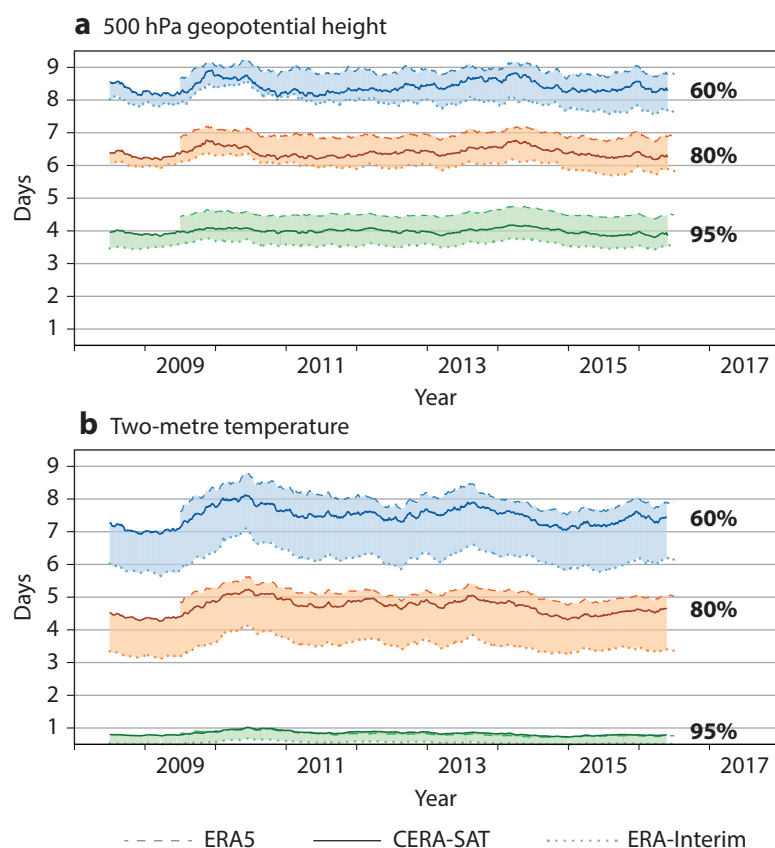 a 500 hPa geopotential height
9
8
7
6
5
4
3
2
1
Days
60%
80%
95%
2009 2011 2013 2015 2017
Year
b Two-metre temperature
9
8
7
6
5
4
3
2
1
Days
60%
80%
95%
2009 2011 2013 2015 2017
Year
ERA5 CERA-SAT ERA-Interim